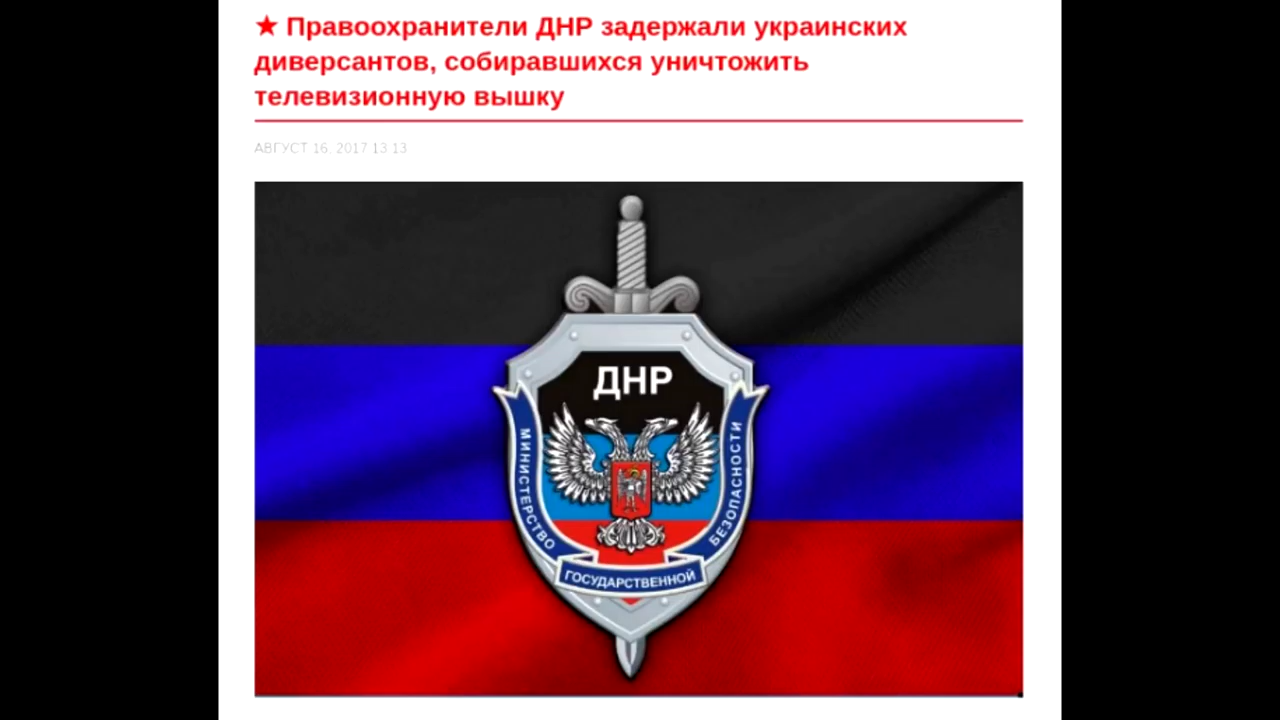 ★ Правоохранители ДНР задержали украинских
диверсантов, собиравшихся уничтожить
телевизионную вышку
АВГУСТ 16, 2017 13:13
ДНР
МИНИСТЕРСТВО
ГОСУДАРСТВЕННОЙ
БЕЗОПАСНОСТИ